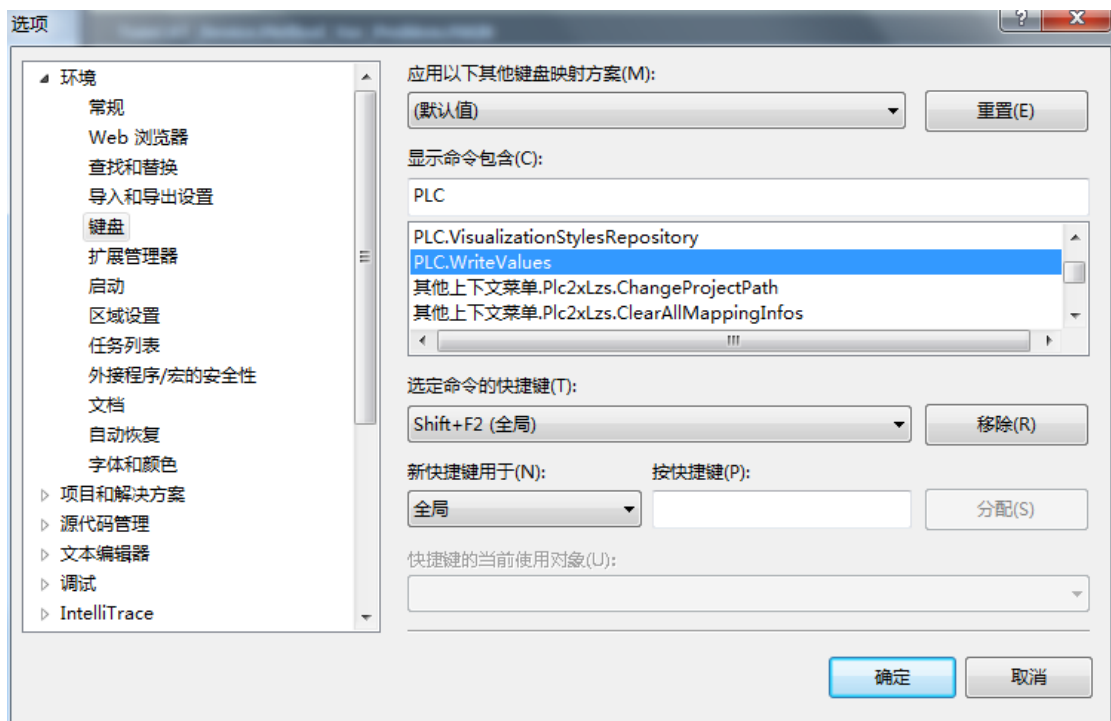 选项
环境
常规
Web 浏览器
查找和替换
导入和导出设置
键盘
扩展管理器
启动
区域设置
任务列表
外接程序/宏的安全性
文档
自动恢复
字体和颜色
项目和解决方案
源代码管理
文本编辑器
调试
IntelliTrace
应用以下其他键盘映射方案(M):
(默认值)
重置(E)
显示命令包含(C):
PLC
PLC.VisualizationStylesRepository
PLC.WriteValues
其他上下文菜单.Plc2xLzs.ChangeProjectPath
其他上下文菜单.Plc2xLzs.ClearAllMappingInfos
选定命令的快捷键(T):
Shift+F2 (全局)
移除(R)
新快捷键用于(N):
按快捷键(P):
全局
分配(S)
快捷键的当前使用对象(U):
确定
取消